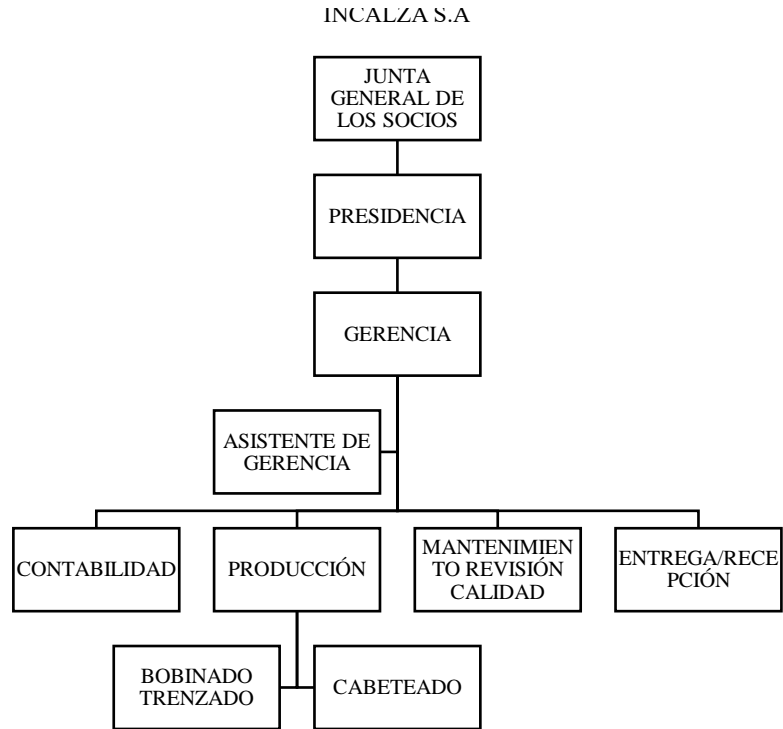 INCALZA S.A
JUNTA
GENERAL DE
LOS SOCIOS
PRESIDENCIA
GERENCIA
ASISTENTE DE
GERENCIA
CONTABILIDAD
PRODUCCIÓN
MANTENIMIEN
TO REVISIÓN
CALIDAD
ENTREGA/RECE
PCIÓN
BOBINADO
TRENZADO
CABETEADO